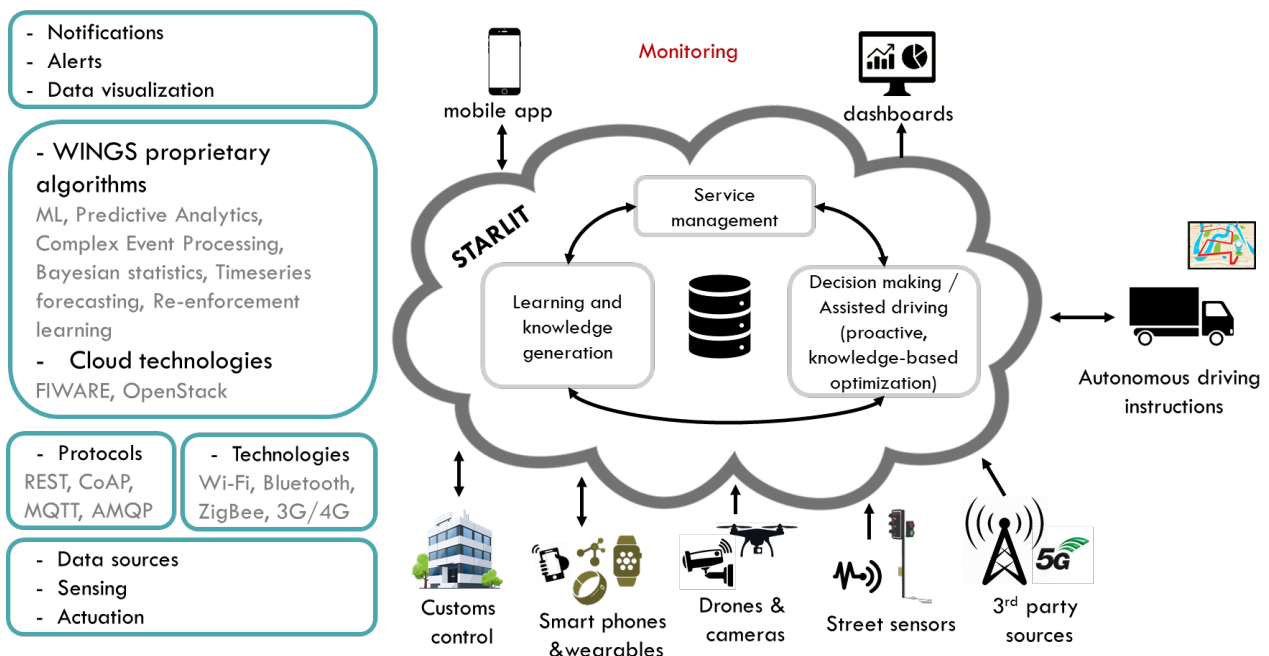 - Notifications
- Alerts
- Data visualization
- WINGS proprietary
algorithms
ML, Predictive Analytics,
Complex Event Processing,
Bayesian statistics, Timeseries
forecasting, Re-enforcement
learning
- Cloud technologies
FIWARE, OpenStack
- Protocols
REST, CoAP,
MQTT, AMQP
- Technologies
Wi-Fi, Bluetooth,
ZigBee, 3G/4G
- Data sources
- Sensing
- Actuation
Monitoring
mobile app
dashboards
STARLIT
Service
management
Learning and
knowledge
generation
Decision making /
Assisted driving
(proactive,
knowledge-based
optimization)
Autonomous driving
instructions
Customs
control
Smart phones
&wearables
Drones &
cameras
Street sensors
5G
3rd party
sources